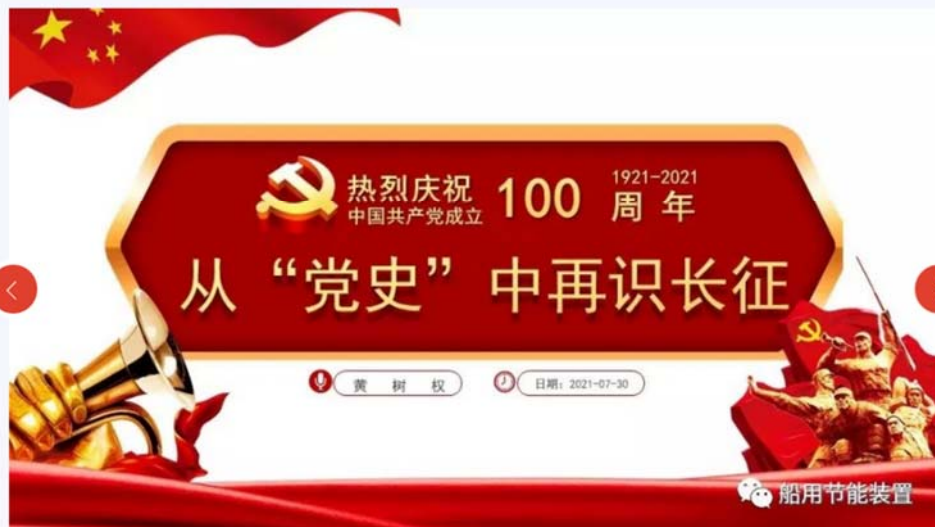 热烈庆祝
中国共产党成立
100
1921-2021
周年
从“党史”中再识长征
黄树权
日期：2021-07-30
船用节能装置